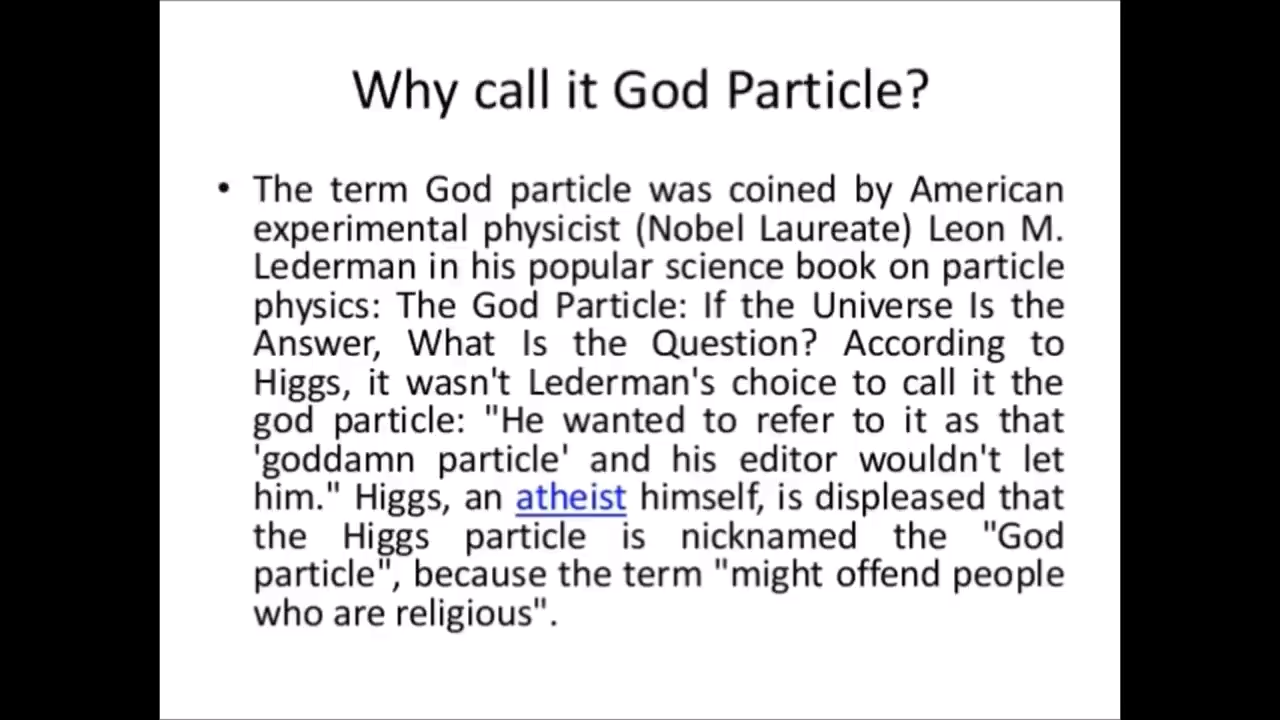 Why call it God Particle?
• The term God particle was coined by American
experimental physicist (Nobel Laureate) Leon M.
Lederman in his popular science book on particle
physics: The God Particle: If the Universe Is the
Answer, What Is the Question? According to
Higgs, it wasn't Lederman's choice to call it the
god particle: "He wanted to refer to it as that
'goddamn particle' and his editor wouldn't let
him." Higgs, an atheist himself, is displeased that
the Higgs particle is nicknamed the "God
particle", because the term "might offend people
who are religious".